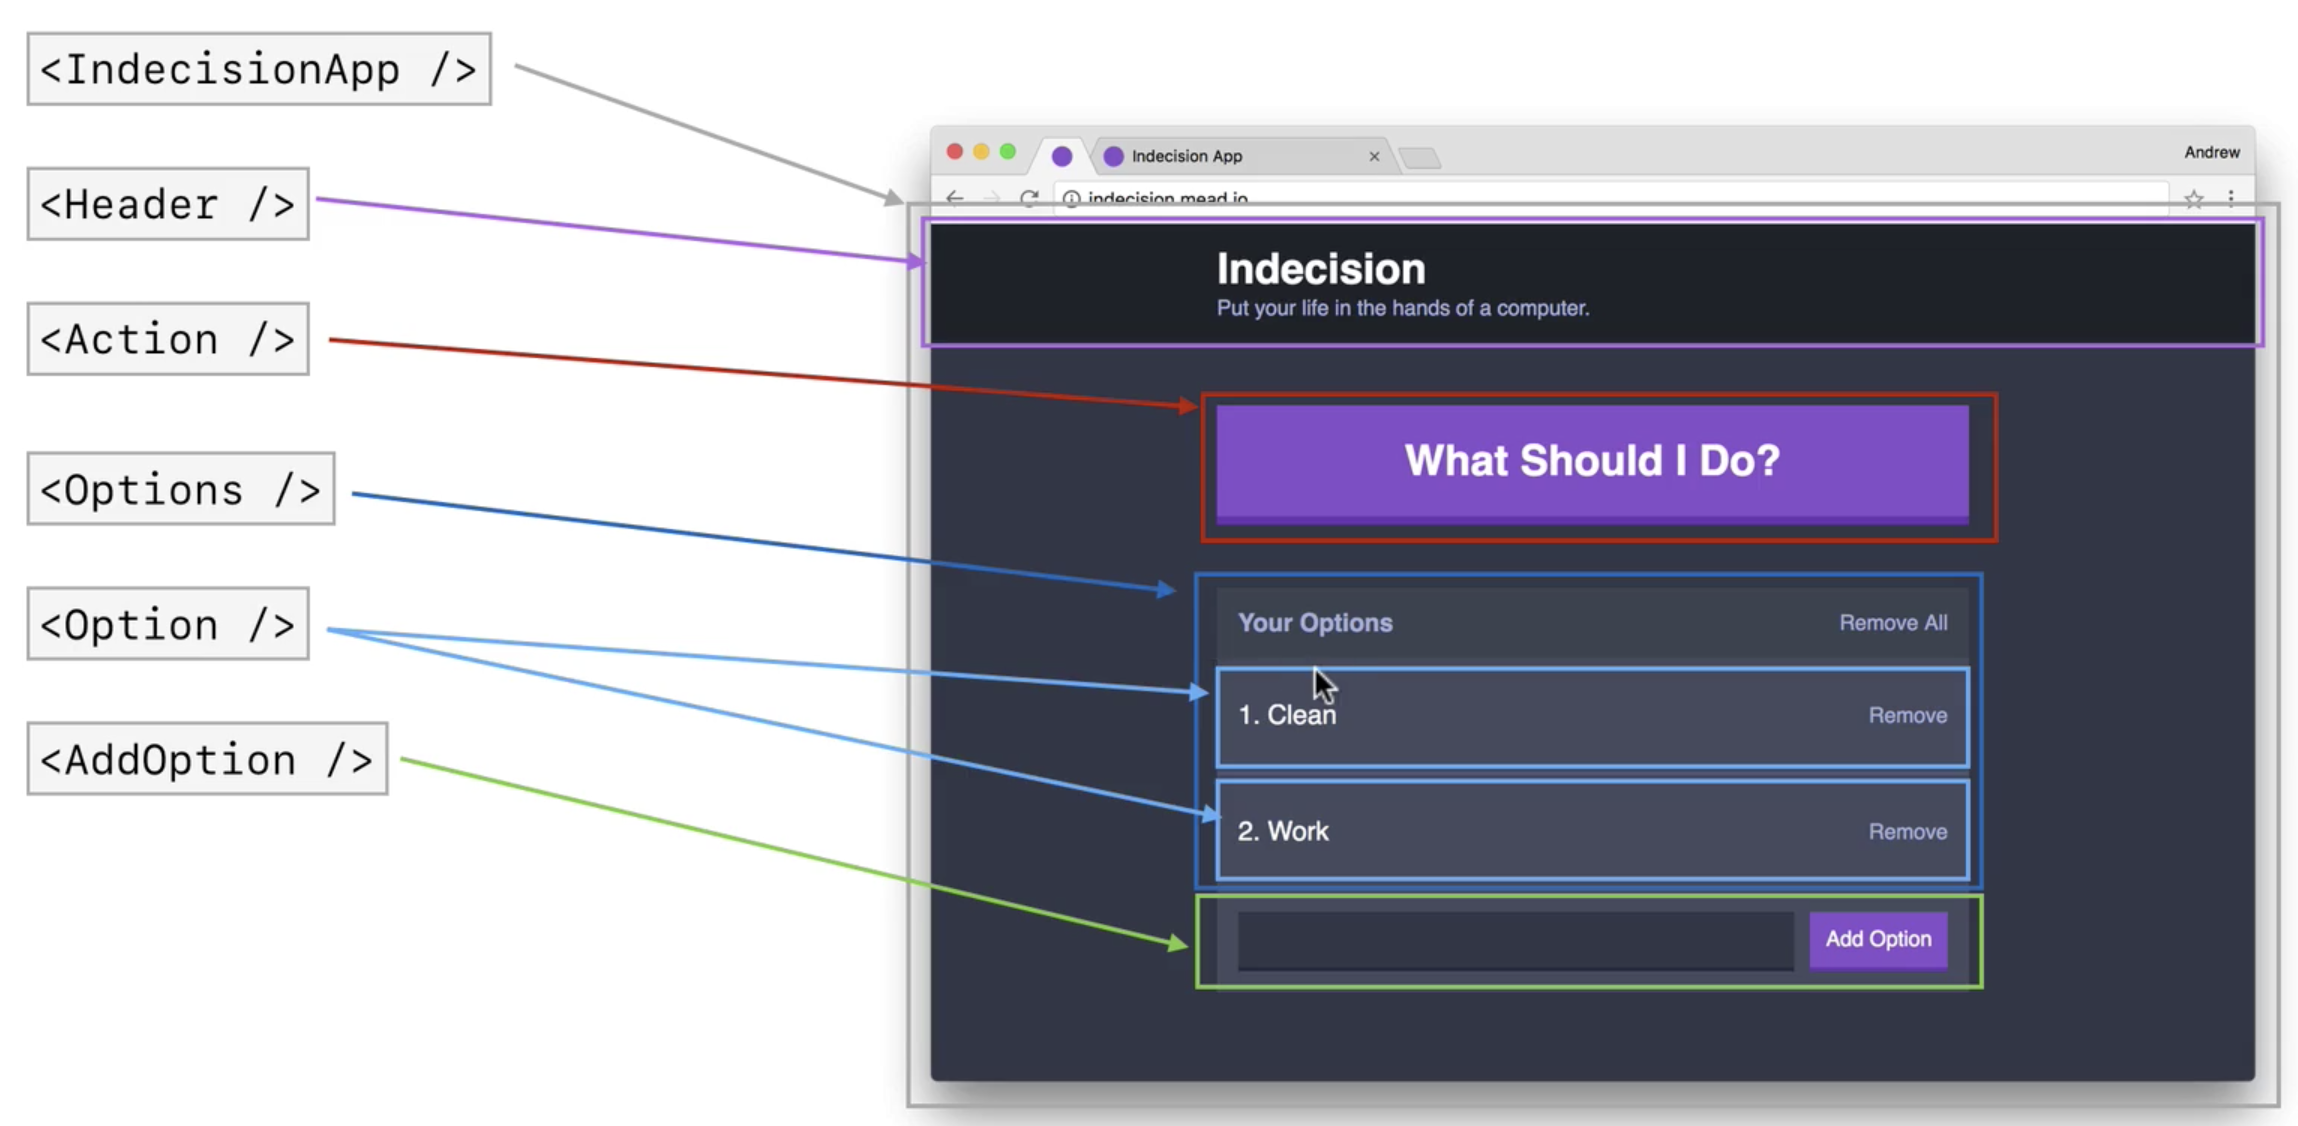 <IndecisionApp />
<Header />
<Action />
<Options />
<Option />
<AddOption />
Indecision App
Andrew
indecision.mead.io
Indecision
Put your life in the hands of a computer.
What Should I Do?
Your Options Remove All
1. Clean Remove
2. Work Remove
Add Option